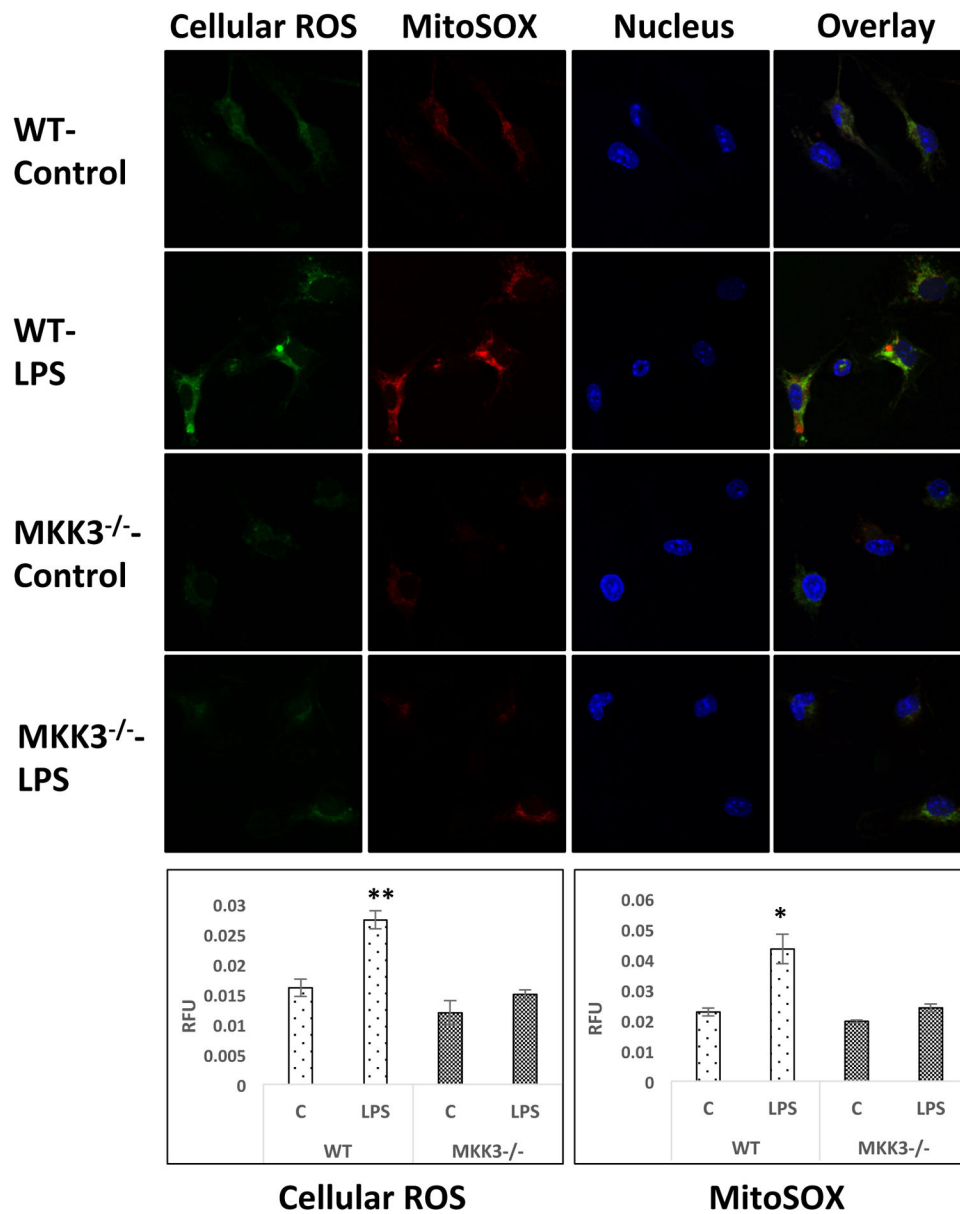 Cellular ROS MitoSOX Nucleus Overlay
WT-
Control
WT-
LPS
MKK3-/--
Control
MKK3-/--
LPS
**
0.03
0.025
0.02
0.015
0.01
0.005
0
RFU
C LPS C LPS
WT MKK3-/-
Cellular ROS
*
0.06
0.05
0.04
0.03
0.02
0.01
0
RFU
C LPS C LPS
WT MKK3-/-
MitoSOX